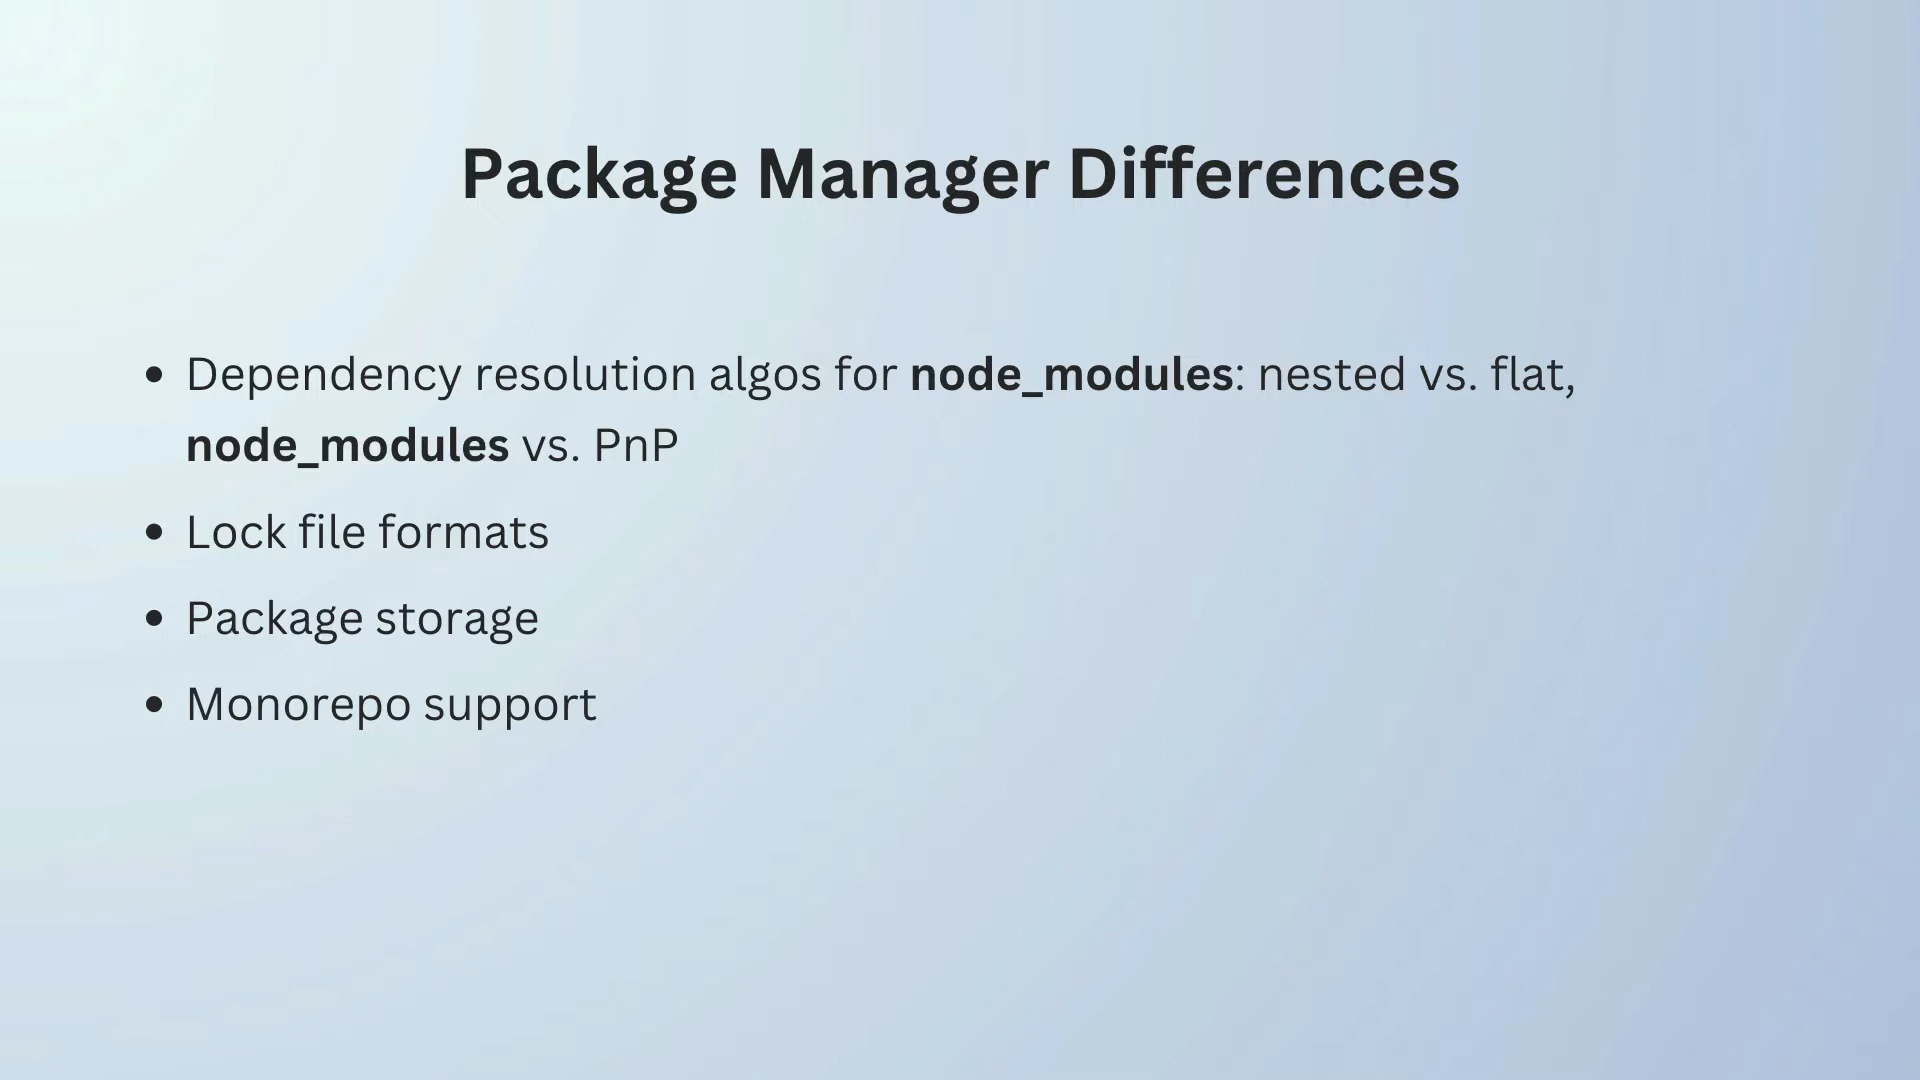 Package Manager Differences
• Dependency resolution algos for node_modules: nested vs. flat,
node_modules vs. PnP
• Lock file formats
• Package storage
• Monorepo support